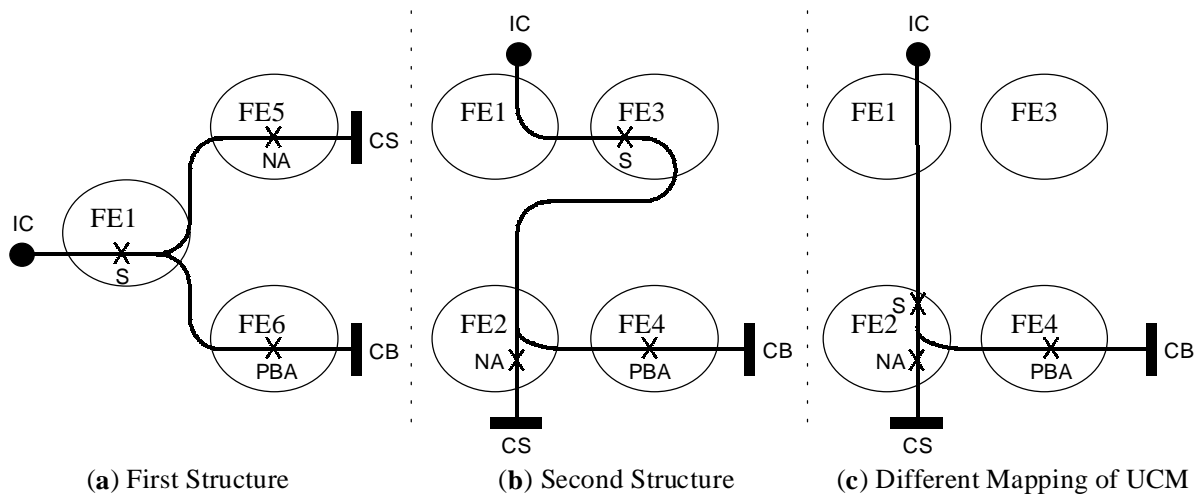 IC
FE1
S
FE5
NA
CS
FE6
PBA
CB
(a) First Structure
IC
FE1
FE3
S
FE2
NA
FE4
PBA
CB
CS
(b) Second Structure
IC
FE1
FE3
S
FE2
NA
FE4
PBA
CB
CS
(c) Different Mapping of UCM